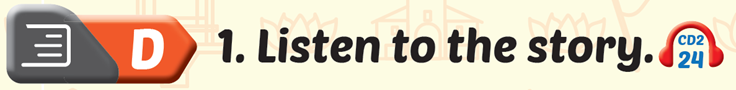 D 1. Listen to the story. CD2
24